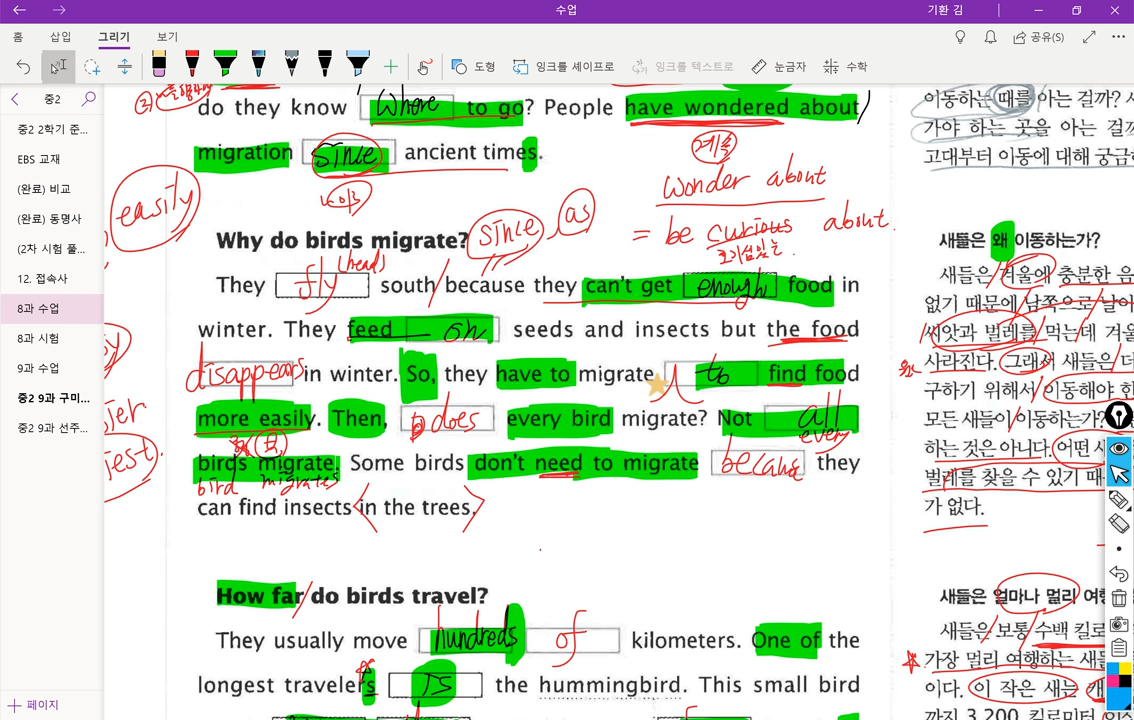 수업
기환 김
홈 삽입 그리기 보기
도형 잉크를 셰이프로 잉크를 텍스트로 눈금자 수학
공유(S)
중2
중2 2학기 준...
EBS 교재
(완료) 비교
(완료) 동명사
(2차 시험 풀...
12. 접속사
8과 수업
8과 시험
9과 수업
중2 9과 구미...
중2 9과 선주...
페이지
do they know where to go? People have wondered about
계속
migration since ancient times.
wonder about
easily
since, as
= be curious about.
호기심있는
Why do birds migrate?
(head)
They fly south because they can't get enough food in
winter. They feed on seeds and insects but the food
disappears in winter. So, they have to migrate to find food
more easily. Then, does every bird migrate? Not all
every
birds migrate. Some birds don't need to migrate because they
bird migrates
can find insects <in the trees.>
How far / do birds travel?
They usually move hundreds of kilometers. One of the
longest travelers is the hummingbird. This small bird
이동하는 때를 아는 걸까?
가야 하는 곳을 아는 걸까
고대부터 이동에 대해 궁금
새들은 왜 이동하는가?
새들은 겨울에 충분한 음
없기 때문에 남쪽으로 날아
씨앗과 벌레를 먹는데 겨울
사라진다. 그래서 새들은 더
구하기 위해서 이동해야 한
모든 새들이 이동하는가?
하는 것은 아니다. 어떤 새
벌레를 찾을 수 있기 때
가 없다.
새들은 얼마나 멀리 여행
새들은 보통 수백 킬로
가장 멀리 여행하는 새들
이다. 이 작은 새는
까지 3,200 킬로미터